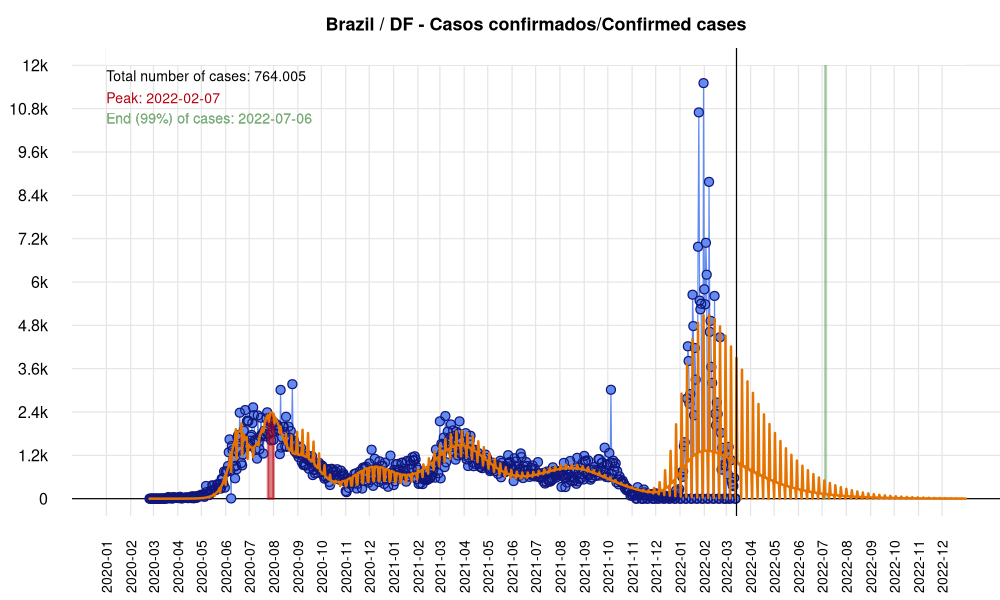 Brazil / DF - Casos confirmados/Confirmed cases
Total number of cases: 764.005
Peak: 2022-02-07
End (99%) of cases: 2022-07-06
12k
10.8k
9.6k
8.4k
7.2k
6k
4.8k
3.6k
2.4k
1.2k
0
2020-01
2020-02
2020-03
2020-04
2020-05
2020-06
2020-07
2020-08
2020-09
2020-10
2020-11
2020-12
2021-01
2021-02
2021-03
2021-04
2021-05
2021-06
2021-07
2021-08
2021-09
2021-10
2021-11
2021-12
2022-01
2022-02
2022-03
2022-04
2022-05
2022-06
2022-07
2022-08
2022-09
2022-10
2022-11
2022-12